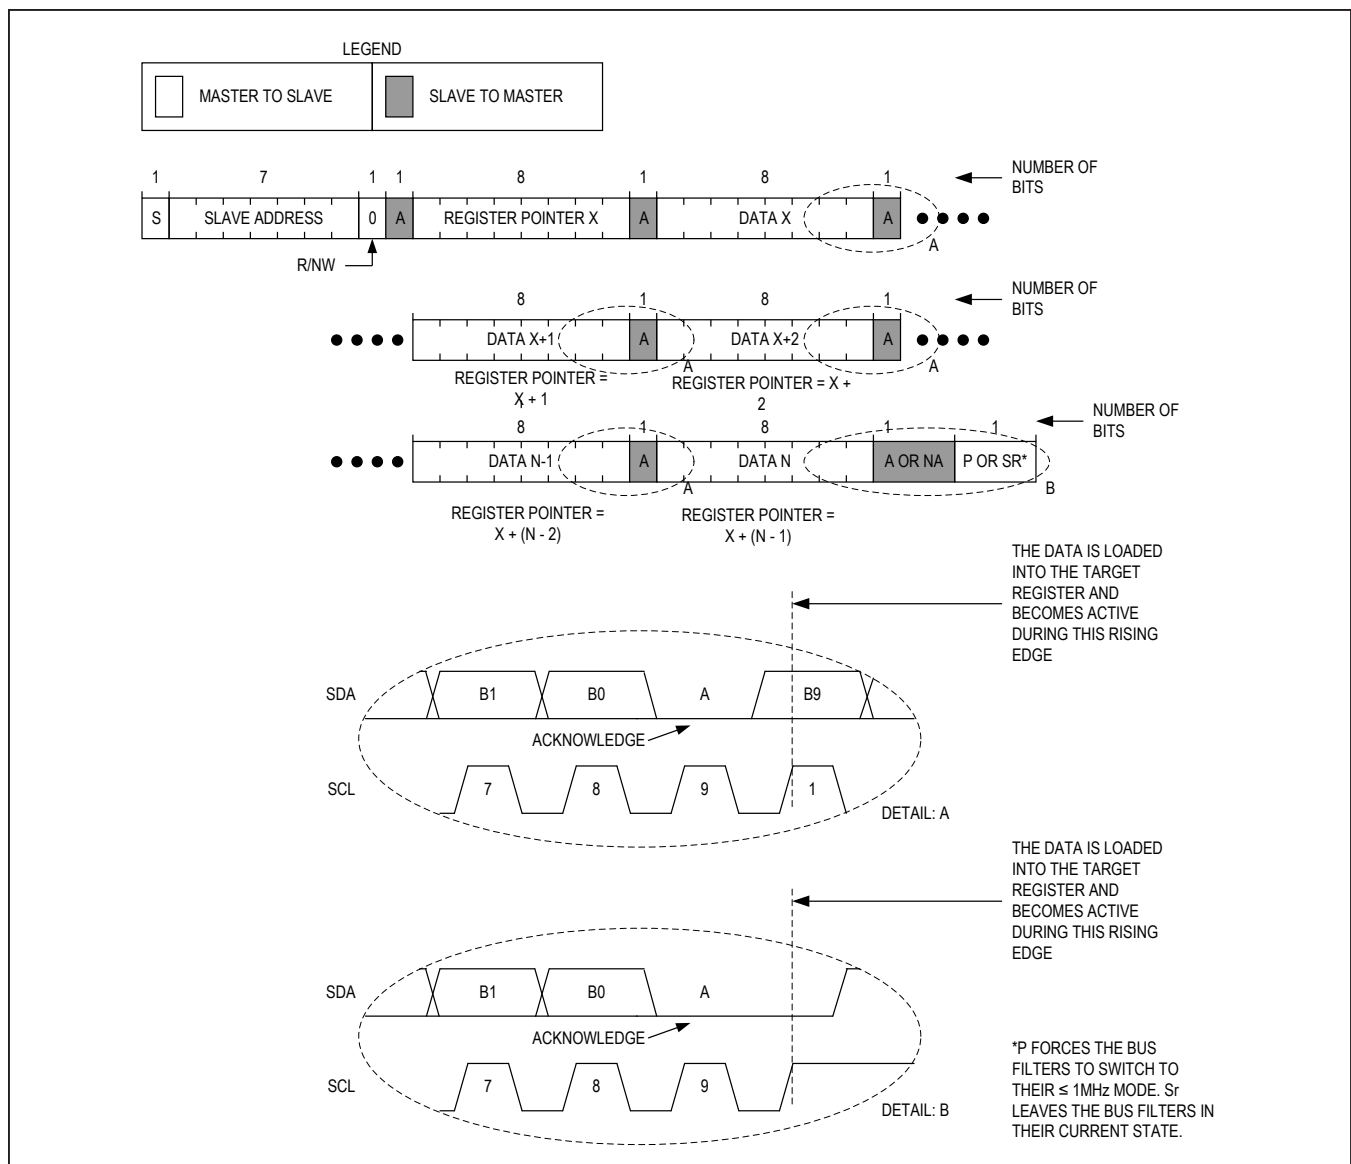 LEGEND
MASTER TO SLAVE
SLAVE TO MASTER
1 7 1 1 8 1 8 1
NUMBER OF
BITS
S SLAVE ADDRESS 0 A REGISTER POINTER X A DATA X A
A
R/NW
8 1 8 1
NUMBER OF
BITS
DATA X+1 A DATA X+2 A
A A
REGISTER POINTER =
X + 1
REGISTER POINTER = X +
2
8 1 8 1 1
NUMBER OF
BITS
DATA N-1 A DATA N A OR NA P OR SR*
A B
REGISTER POINTER =
X + (N - 2)
REGISTER POINTER =
X + (N - 1)
THE DATA IS LOADED
INTO THE TARGET
REGISTER AND
BECOMES ACTIVE
DURING THIS RISING
EDGE
SDA B1 B0 A B9
ACKNOWLEDGE
SCL 7 8 9 1
DETAIL: A
THE DATA IS LOADED
INTO THE TARGET
REGISTER AND
BECOMES ACTIVE
DURING THIS RISING
EDGE
SDA B1 B0 A
ACKNOWLEDGE
SCL 7 8 9
DETAIL: B
*P FORCES THE BUS
FILTERS TO SWITCH TO
THEIR ≤ 1MHz MODE. Sr
LEAVES THE BUS FILTERS IN
THEIR CURRENT STATE.